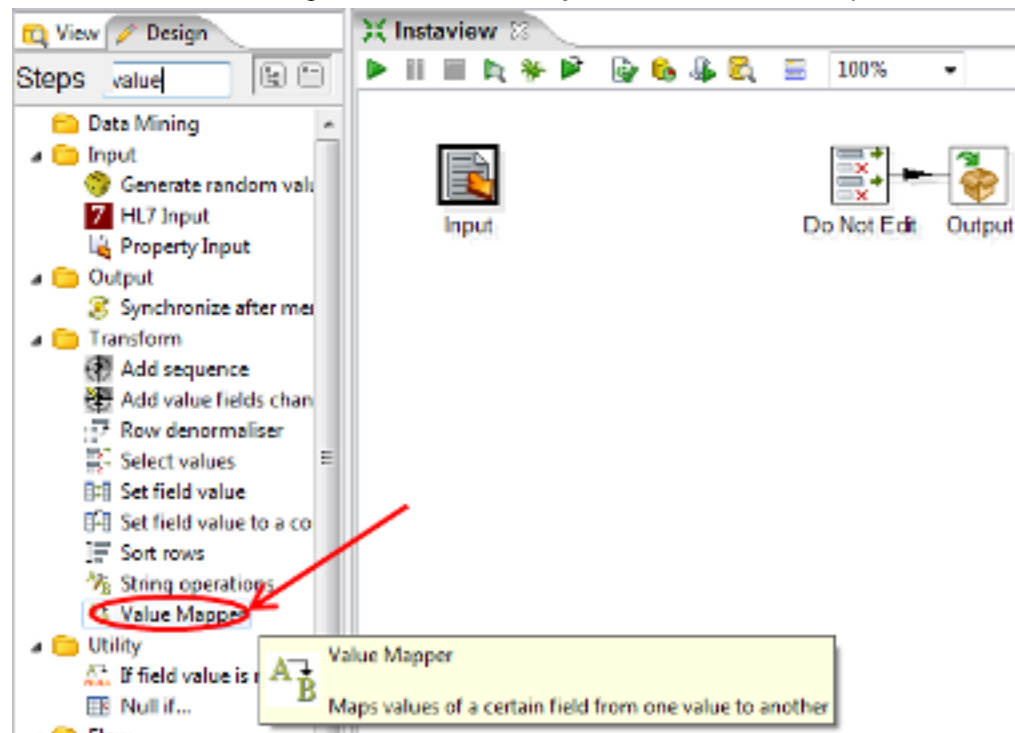 View Design
Steps value
Data Mining
Input
Generate random valu
7 HL7 Input
Property Input
Output
Synchronize after mer
Transform
Add sequence
Add value fields chan
Row denormaliser
Select values
Set field value
Set field value to a co
Sort rows
String operations
Value Mapper
Utility
If field value is
Null if...
Instaview
100%
Input
Do Not Edit
Output
A B
Value Mapper
Maps values of a certain field from one value to another